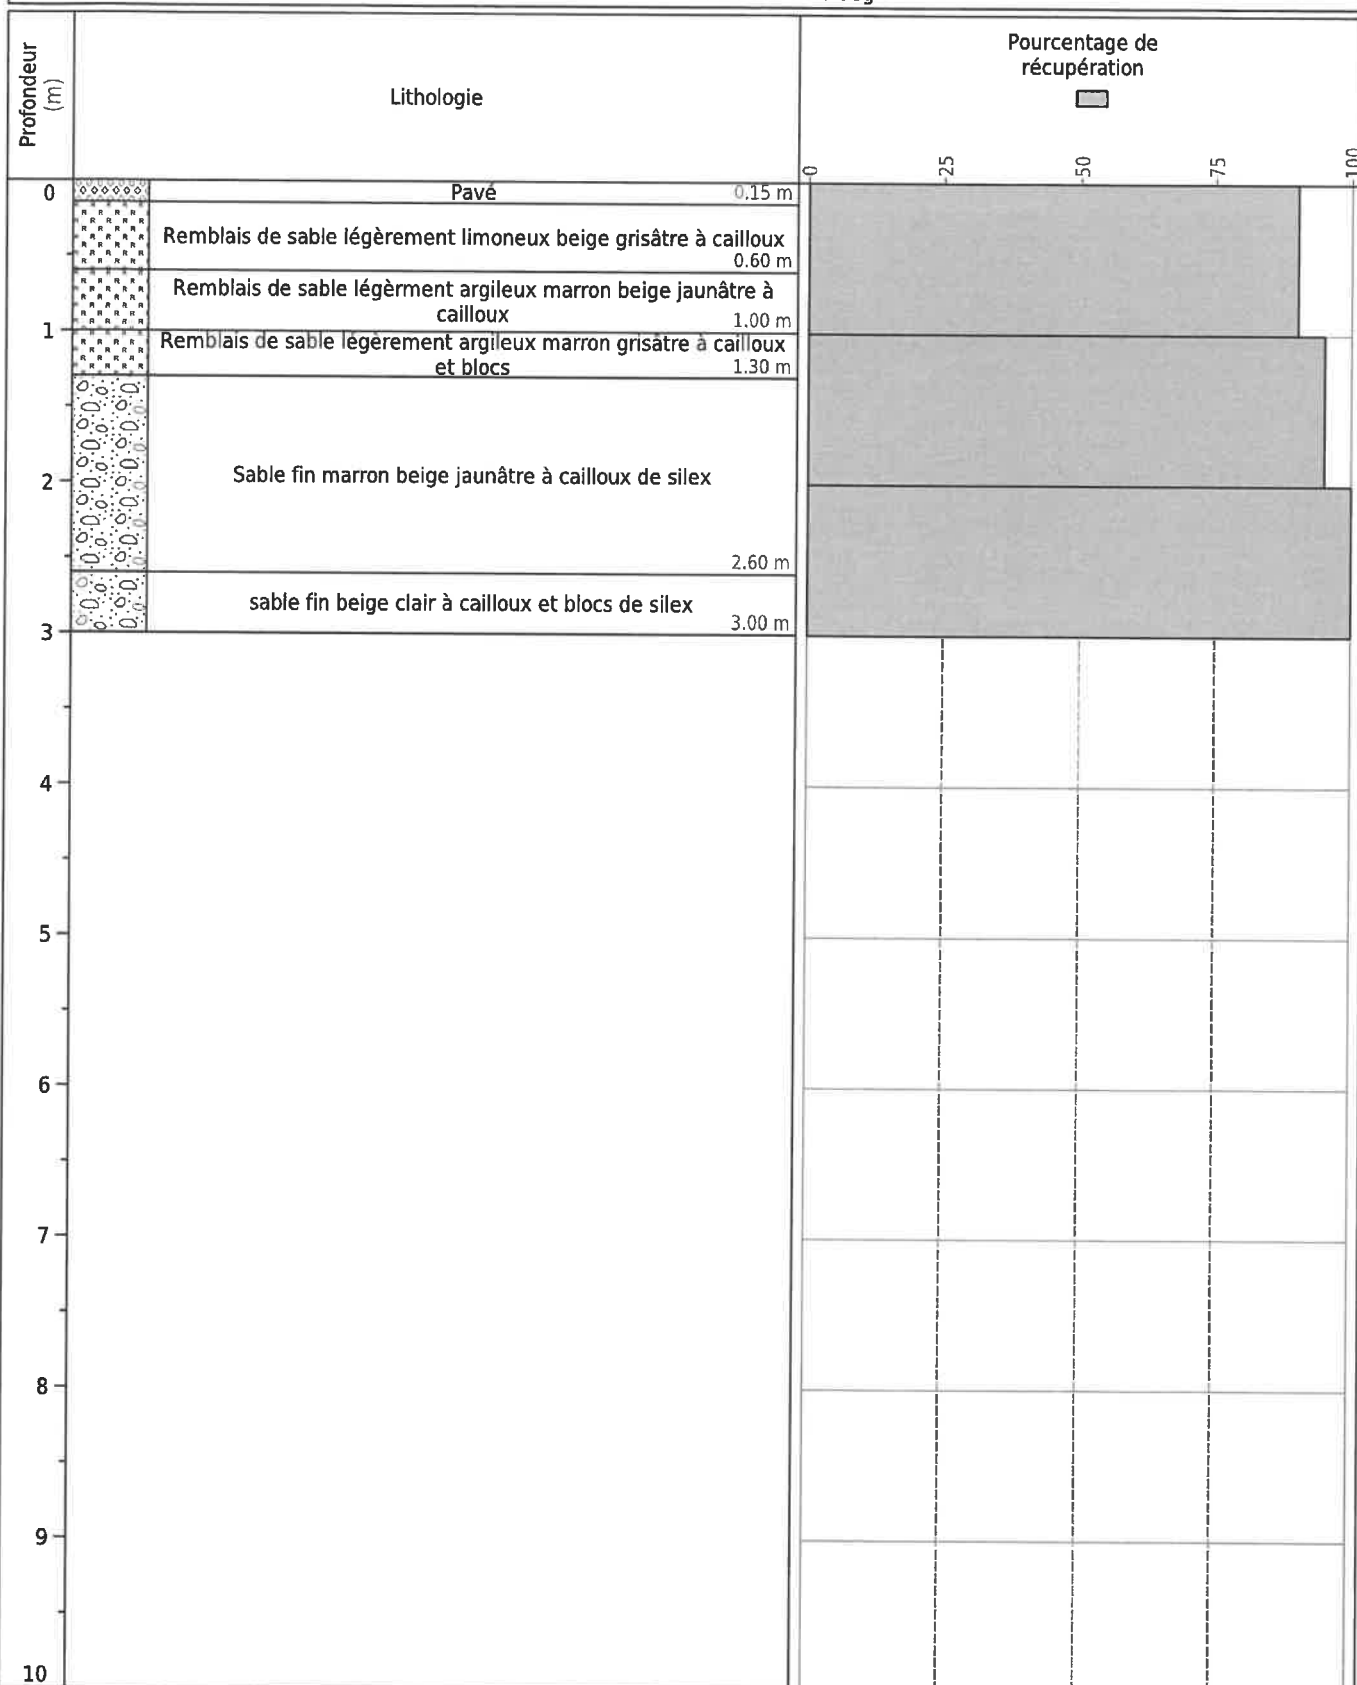 Profondeur
(m)
Lithologie
Pourcentage de
récupération
0
25
50
75
100
0
Pavé
0.15 m
Remblais de sable légèrement limoneux beige grisâtre à cailloux
0.60 m
Remblais de sable légèrment argileux marron beige jaunâtre à
cailloux
1.00 m
1
Remblais de sable légèrement argileux marron grisâtre à cailloux
et blocs
1.30 m
2
Sable fin marron beige jaunâtre à cailloux de silex
2.60 m
sable fin beige clair à cailloux et blocs de silex
3.00 m
3
4
5
6
7
8
9
10